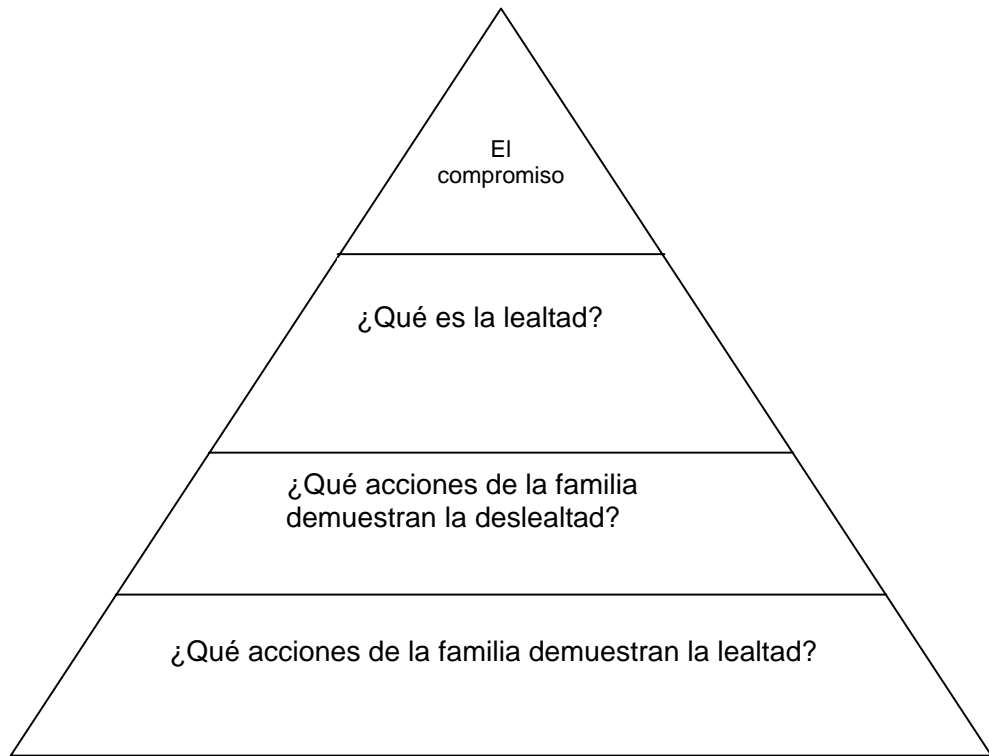 El
compromiso
¿Qué es la lealtad?
¿Qué acciones de la familia
demuestran la deslealtad?
¿Qué acciones de la familia demuestran la lealtad?